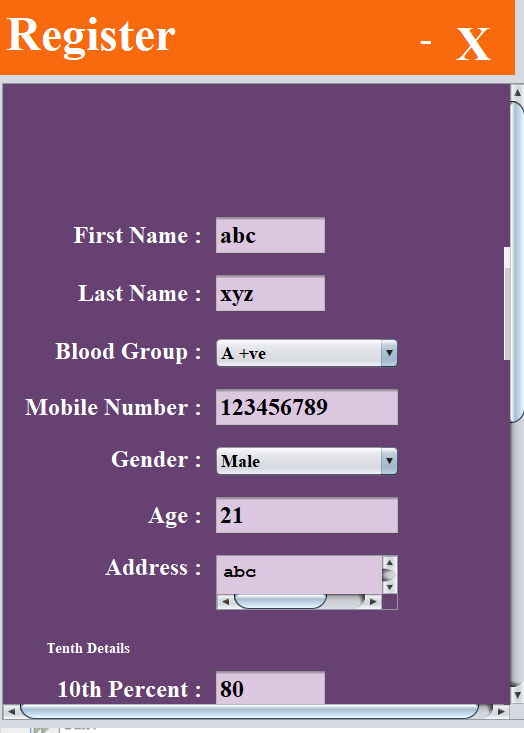 Register - X
First Name : abc
Last Name : xyz
Blood Group : A +ve
Mobile Number : 123456789
Gender : Male
Age : 21
Address : abc
Tenth Details
10th Percent : 80